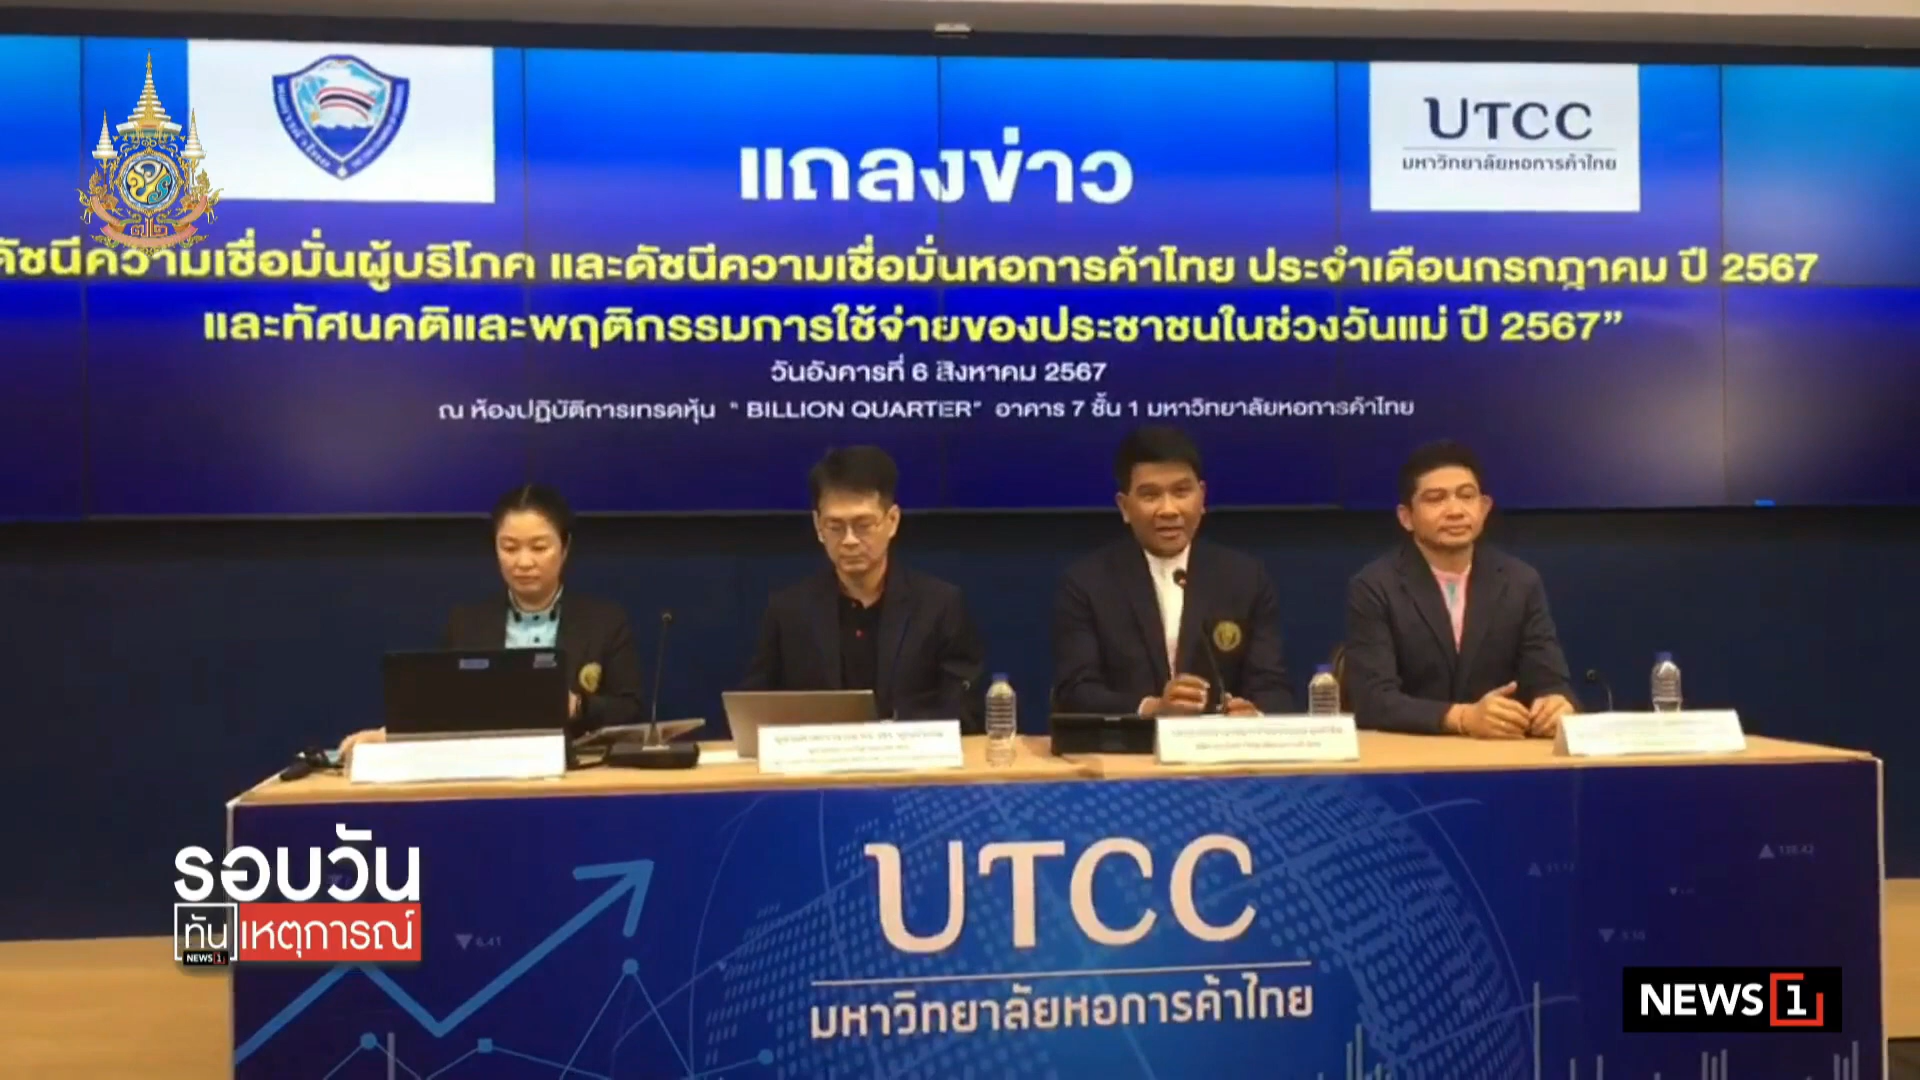 UTCC
มหาวิทยาลัยหอการค้าไทย
แถลงข่าว
ดัชนีความเชื่อมั่นผู้บริโภค และดัชนีความเชื่อมั่นหอการค้าไทย ประจำเดือนกรกฎาคม ปี 2567
และทัศนคติและพฤติกรรมการใช้จ่ายของประชาชนในช่วงวันแม่ ปี 2567”
วันอังคารที่ 6 สิงหาคม 2567
ณ ห้องปฏิบัติการเทรดหุ้น “ BILLION QUARTER” อาคาร 7 ชั้น 1 มหาวิทยาลัยหอการค้าไทย
รอบวัน
ทันเหตุการณ์
NEWS 1
6.41
UTCC
มหาวิทยาลัยหอการค้าไทย
NEWS 1